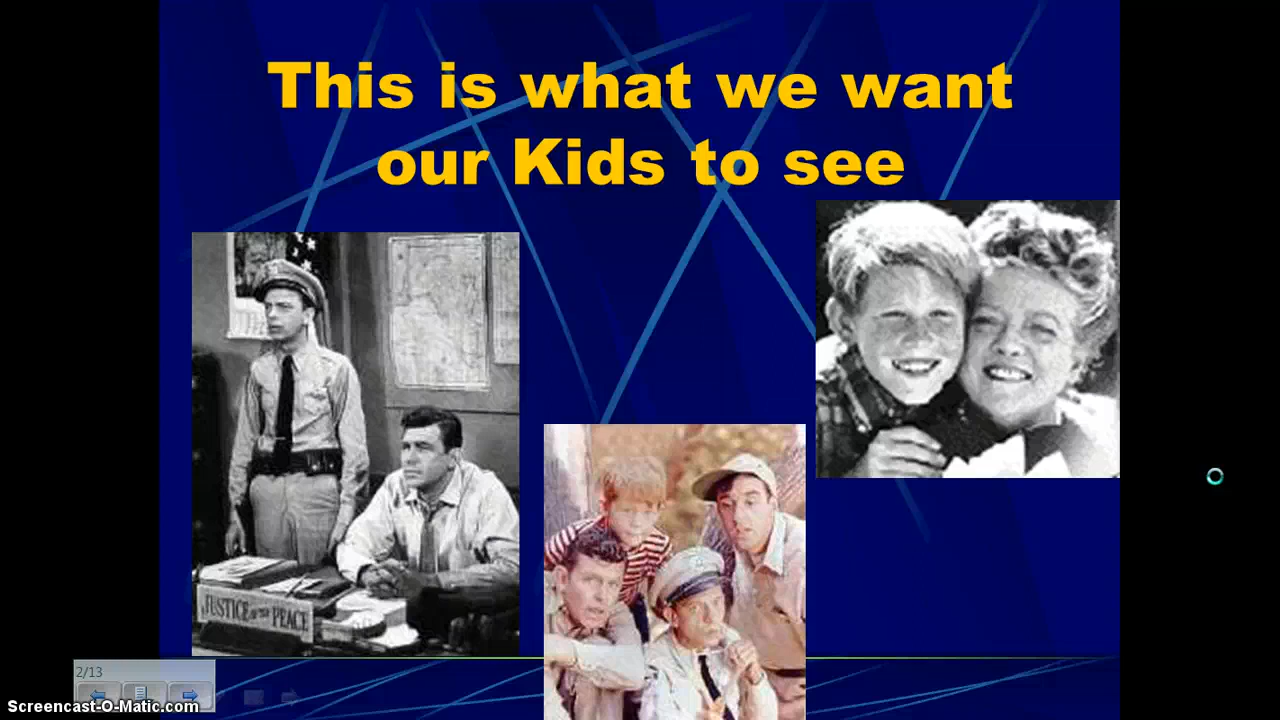 This is what we want
our Kids to see
JUSTICE OF THE PEACE
2/13
Screencast-O-Matic.com